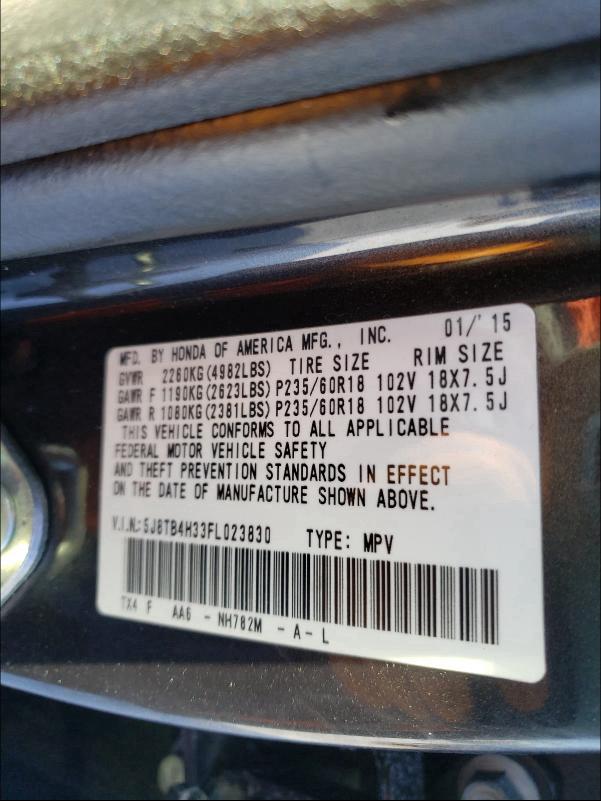 MFD. BY HONDA OF AMERICA MFG., INC. 01/'15
GVWR 2260KG(4982LBS) TIRE SIZE RIM SIZE
GAWR F 1190KG(2623LBS) P235/60R18 102V 18X7.5J
GAWR R 1080KG(2381LBS) P235/60R18 102V 18X7.5J
THIS VEHICLE CONFORMS TO ALL APPLICABLE
FEDERAL MOTOR VEHICLE SAFETY
AND THEFT PREVENTION STANDARDS IN EFFECT
ON THE DATE OF MANUFACTURE SHOWN ABOVE.
V.I.N.: 5J8TB4H33FL023830 TYPE: MPV
TX4 F AA6 - NH782M - A - L